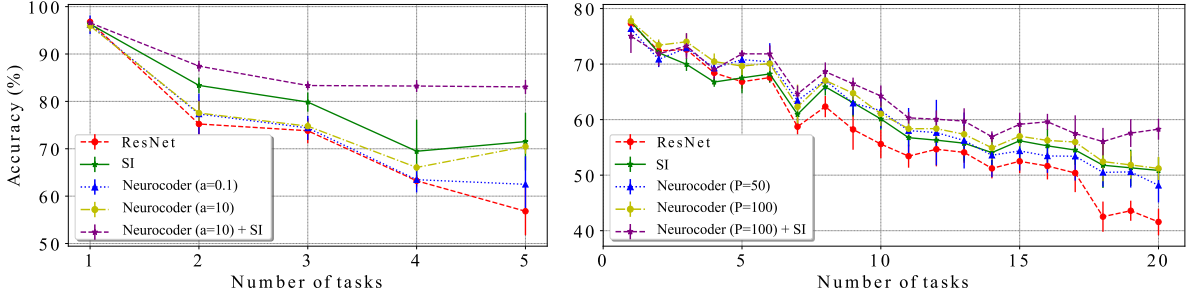 100
90
80
70
60
50
Accuracy (%)
ResNet
SI
Neurocoder (a=0.1)
Neurocoder (a=10)
Neurocoder (a=10) + SI
1
2
3
4
5
Number of tasks
80
70
60
50
40
ResNet
SI
Neurocoder (P=50)
Neurocoder (P=100)
Neurocoder (P=100) + SI
0
5
10
15
20
Number of tasks